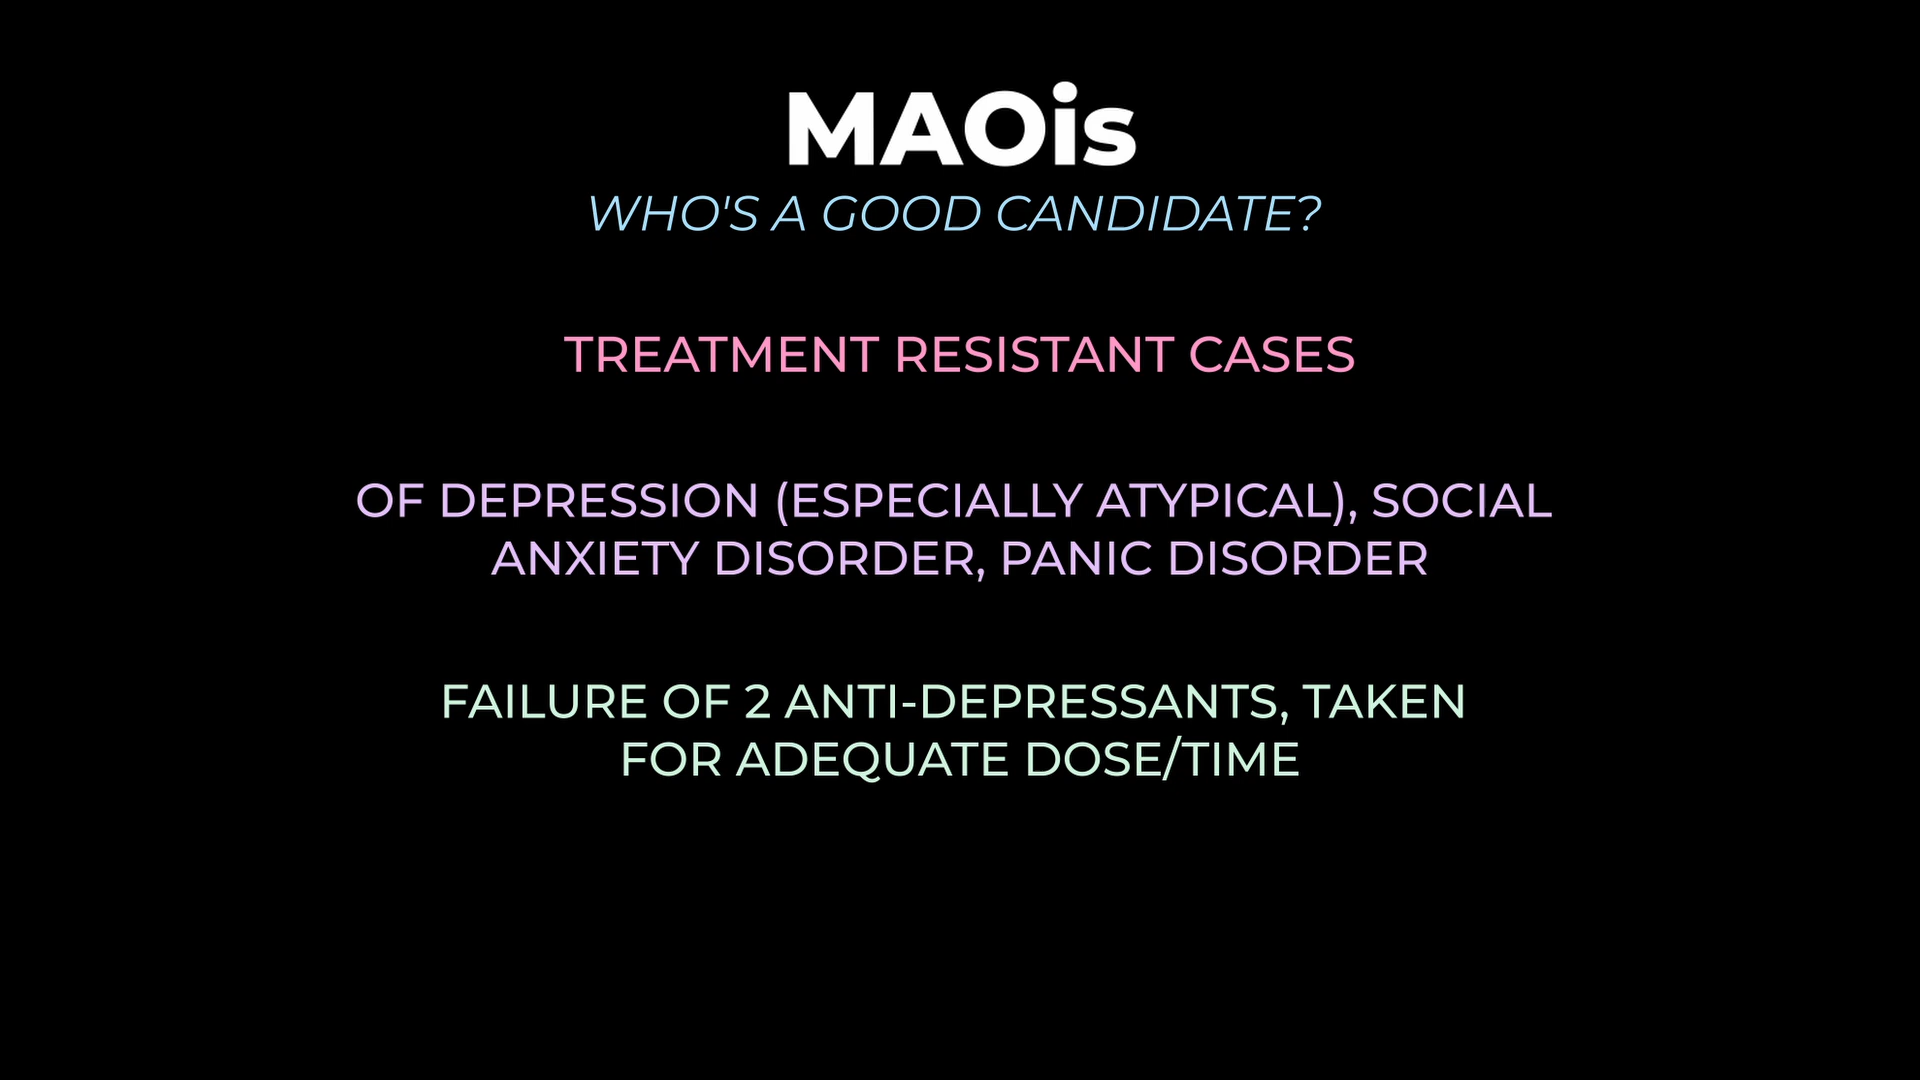 MAOis
WHO'S A GOOD CANDIDATE?
TREATMENT RESISTANT CASES
OF DEPRESSION (ESPECIALLY ATYPICAL), SOCIAL
ANXIETY DISORDER, PANIC DISORDER
FAILURE OF 2 ANTI-DEPRESSANTS, TAKEN
FOR ADEQUATE DOSE/TIME